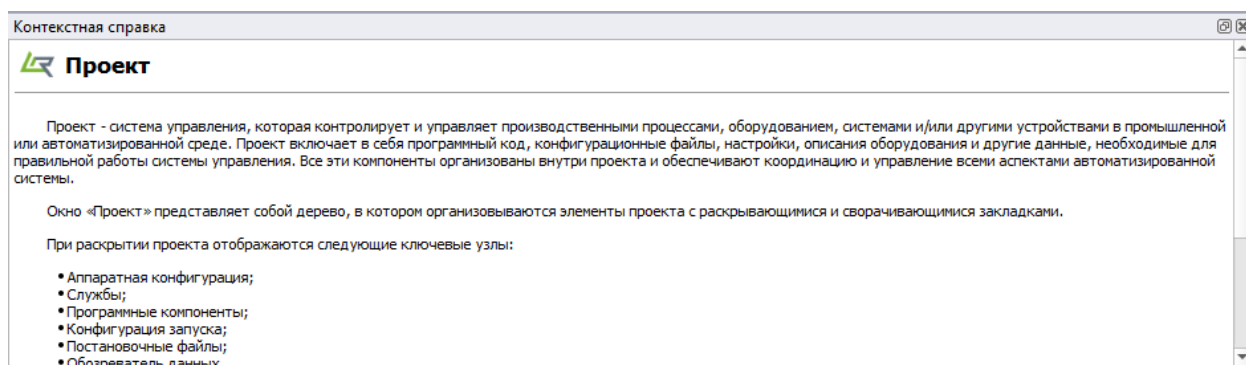 Контекстная справка
Проект
Проект - система управления, которая контролирует и управляет производственными процессами, оборудованием, системами и/или другими устройствами в промышленной
или автоматизированной среде. Проект включает в себя программный код, конфигурационные файлы, настройки, описания оборудования и другие данные, необходимые для
правильной работы системы управления. Все эти компоненты организованы внутри проекта и обеспечивают координацию и управление всеми аспектами автоматизированной
системы.
Окно «Проект» представляет собой дерево, в котором организовываются элементы проекта с раскрывающимися и сворачивающимися закладками.
При раскрытии проекта отображаются следующие ключевые узлы:
• Аппаратная конфигурация;
• Службы;
• Программные компоненты;
• Конфигурация запуска;
• Постановочные файлы;
• Обозреватель данных